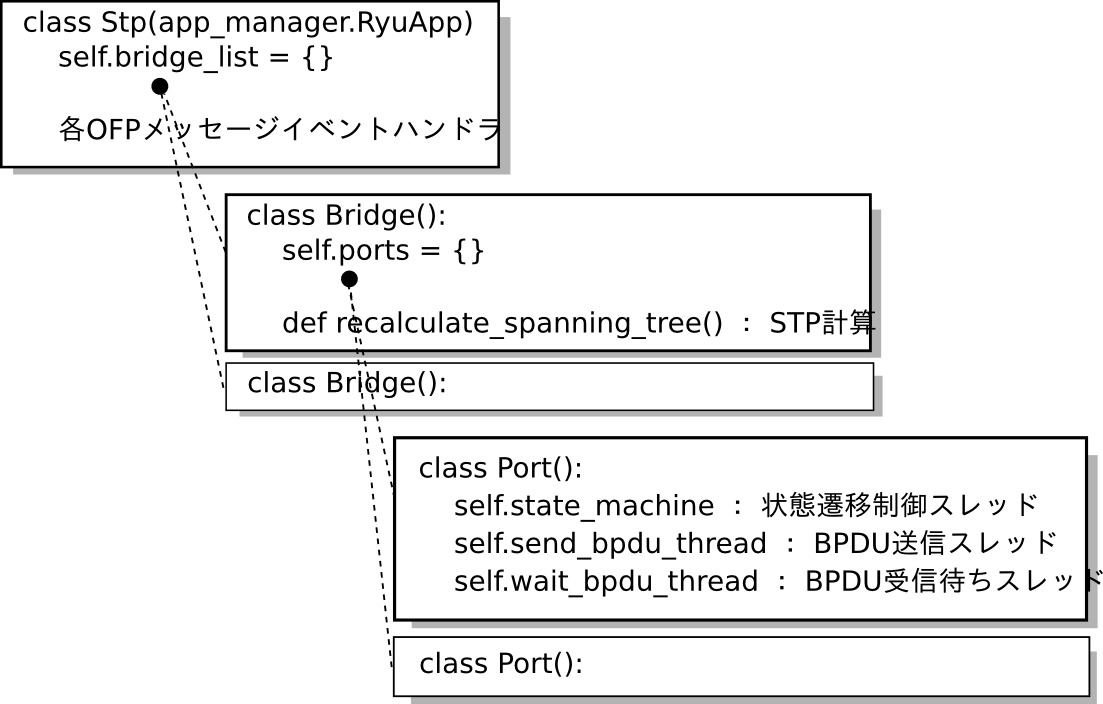 class Stp(app_manager.RyuApp)
self.bridge_list = {}
各OFPメッセージイベントハンドラ
class Bridge():
self.ports = {}
def recalculate_spanning_tree() ： STP計算
class Bridge():
class Port():
self.state_machine ： 状態遷移制御スレッド
self.send_bpdu_thread ： BPDU送信スレッド
self.wait_bpdu_thread ： BPDU受信待ちスレッド
class Port():